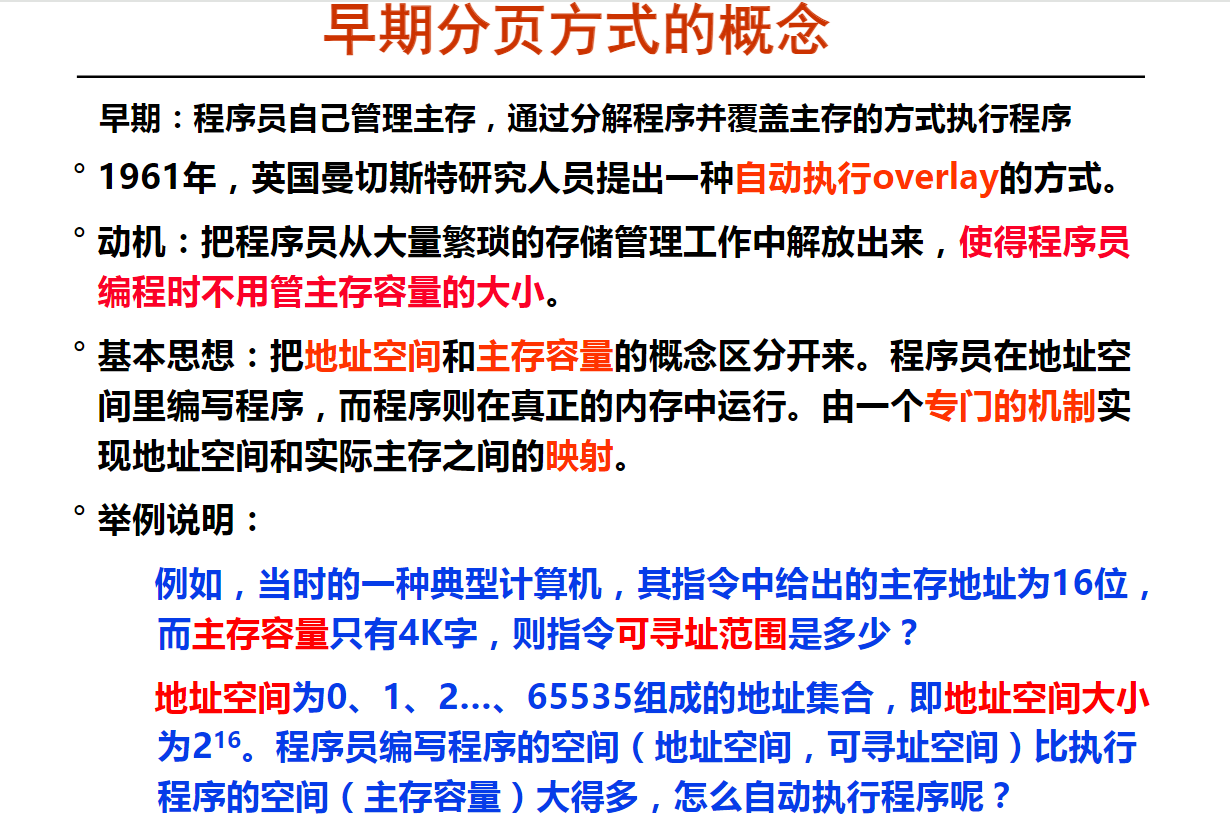 早期分页方式的概念
早期：程序员自己管理主存，通过分解程序并覆盖主存的方式执行程序
° 1961年，英国曼切斯特研究人员提出一种自动执行overlay的方式。
° 动机：把程序员从大量繁琐的存储管理工作中解放出来，使得程序员
编程时不用管主存容量的大小。
° 基本思想：把地址空间和主存容量的概念区分开来。程序员在地址空
间里编写程序，而程序则在真正的内存中运行。由一个专门的机制实
现地址空间和实际主存之间的映射。
° 举例说明：
例如，当时的一种典型计算机，其指令中给出的主存地址为16位，
而主存容量只有4K字，则指令可寻址范围是多少？
地址空间为0、1、2…、65535组成的地址集合，即地址空间大小
为2¹⁶。程序员编写程序的空间（地址空间，可寻址空间）比执行
程序的空间（主存容量）大得多，怎么自动执行程序呢？